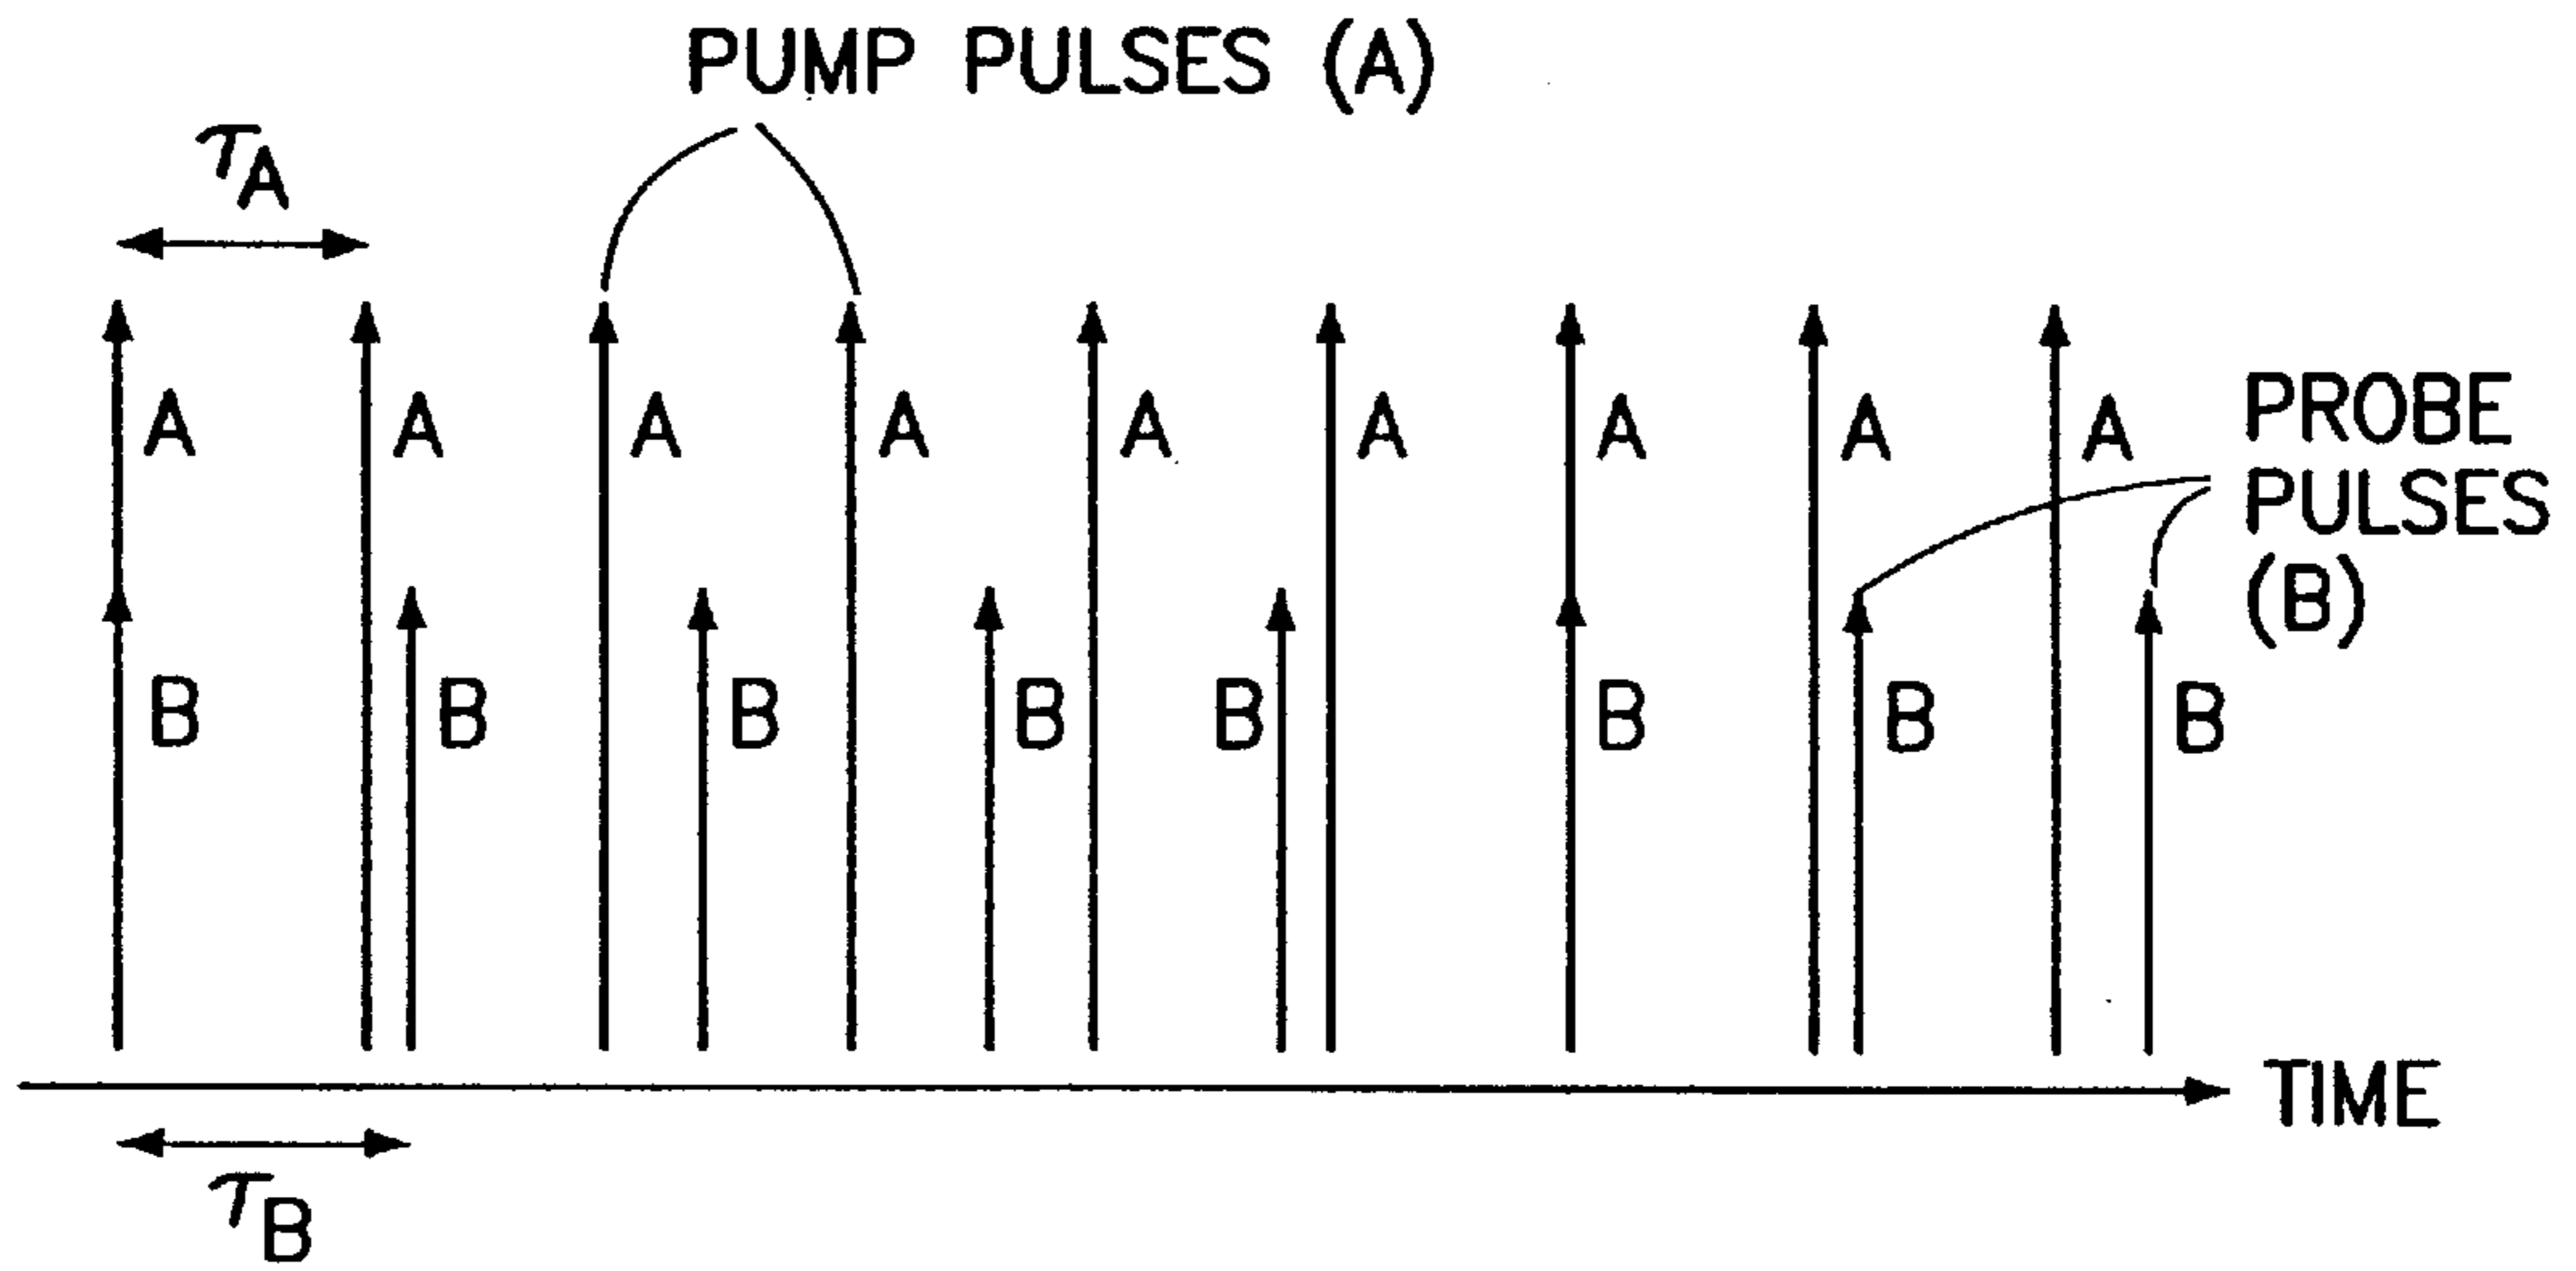 PUMP PULSES (A)
τA
A A A A A A A A A
PROBE
PULSES
(B)
B B B B B B B B
TIME
τB